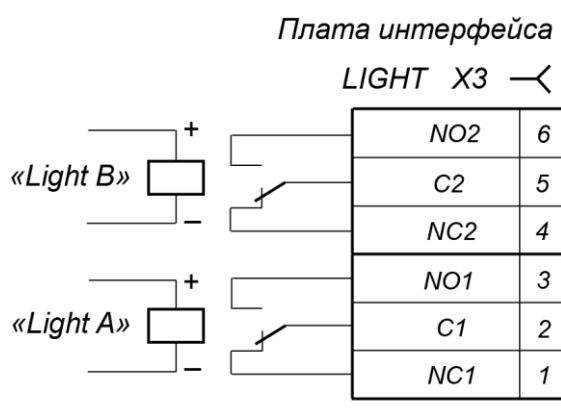 Плата интерфейса
LIGHT X3
+
NO2 6
«Light B»
C2 5
–
NC2 4
+
NO1 3
«Light A»
C1 2
–
NC1 1